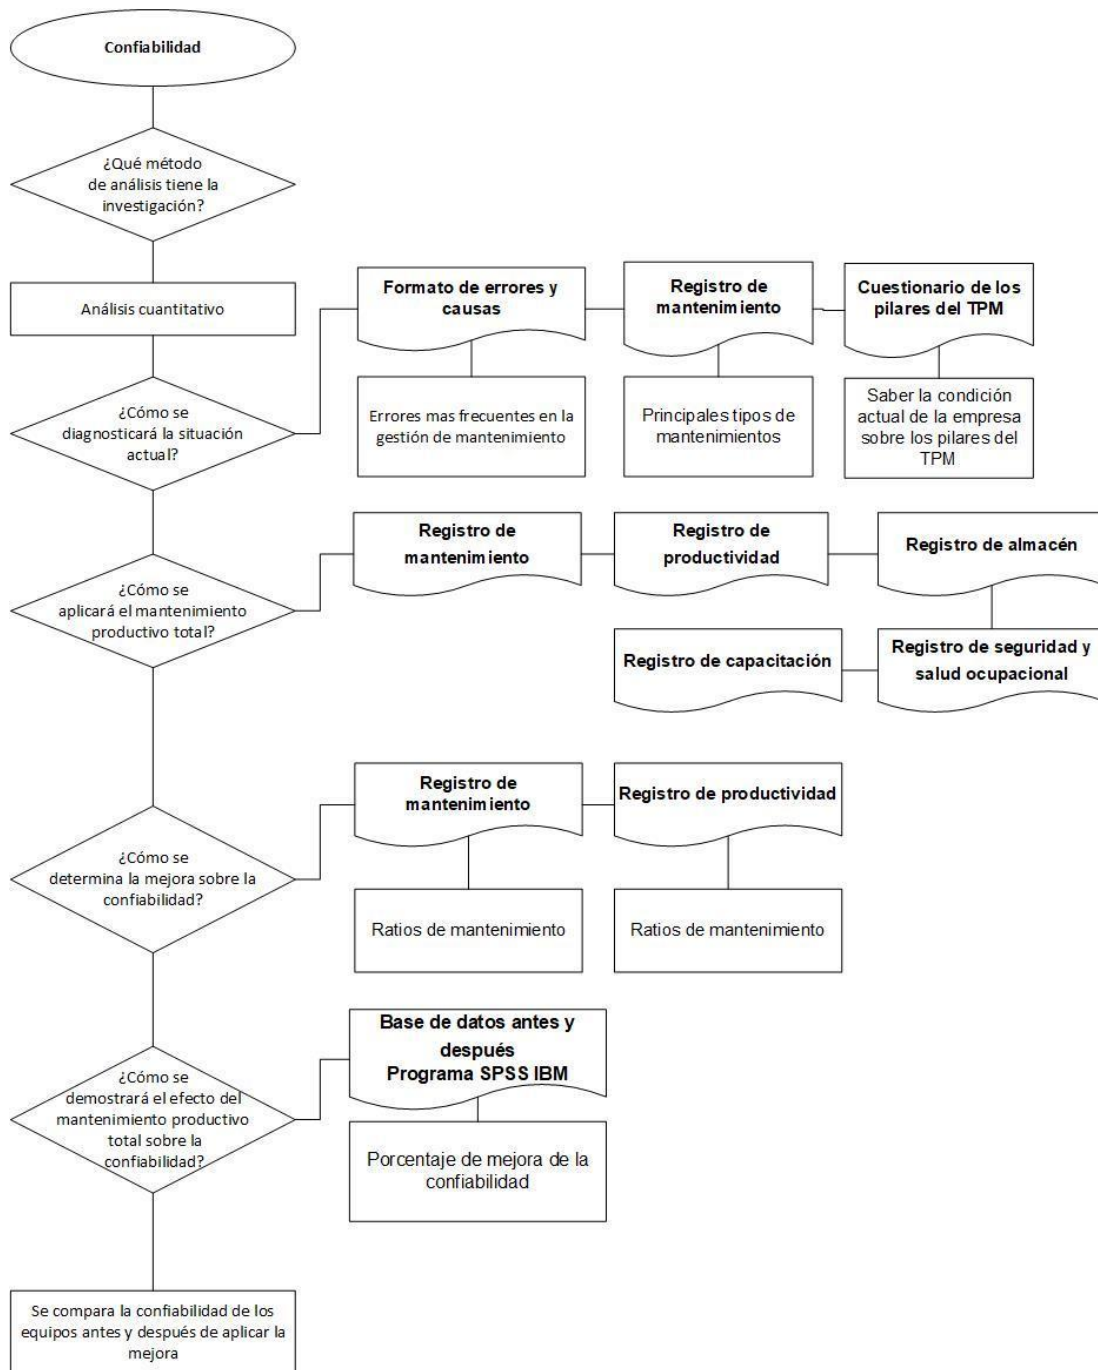 Confiabilidad
¿Qué método
de análisis tiene la
investigación?
Análisis cuantitativo
¿Cómo se
diagnosticará la situación
actual?
Formato de errores y
causas
Registro de
mantenimiento
Cuestionario de los
pilares del TPM
Errores mas frecuentes en la
gestión de mantenimiento
Principales tipos de
mantenimientos
Saber la condición
actual de la empresa
sobre los pilares del
TPM
¿Cómo se
aplicará el mantenimiento
productivo total?
Registro de
mantenimiento
Registro de
productividad
Registro de almacén
Registro de capacitación
Registro de seguridad y
salud ocupacional
¿Cómo se
determina la mejora sobre la
confiabilidad?
Registro de
mantenimiento
Registro de productividad
Ratios de mantenimiento
Ratios de mantenimiento
¿Cómo se
demostrará el efecto del
mantenimiento productivo
total sobre la
confiabilidad?
Base de datos antes y
después
Programa SPSS IBM
Porcentaje de mejora de la
confiabilidad
Se compara la confiabilidad de los
equipos antes y después de aplicar la
mejora